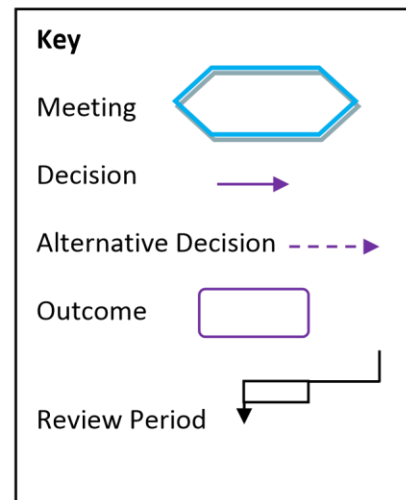 Key
Meeting
Decision
Alternative Decision
Outcome
Review Period